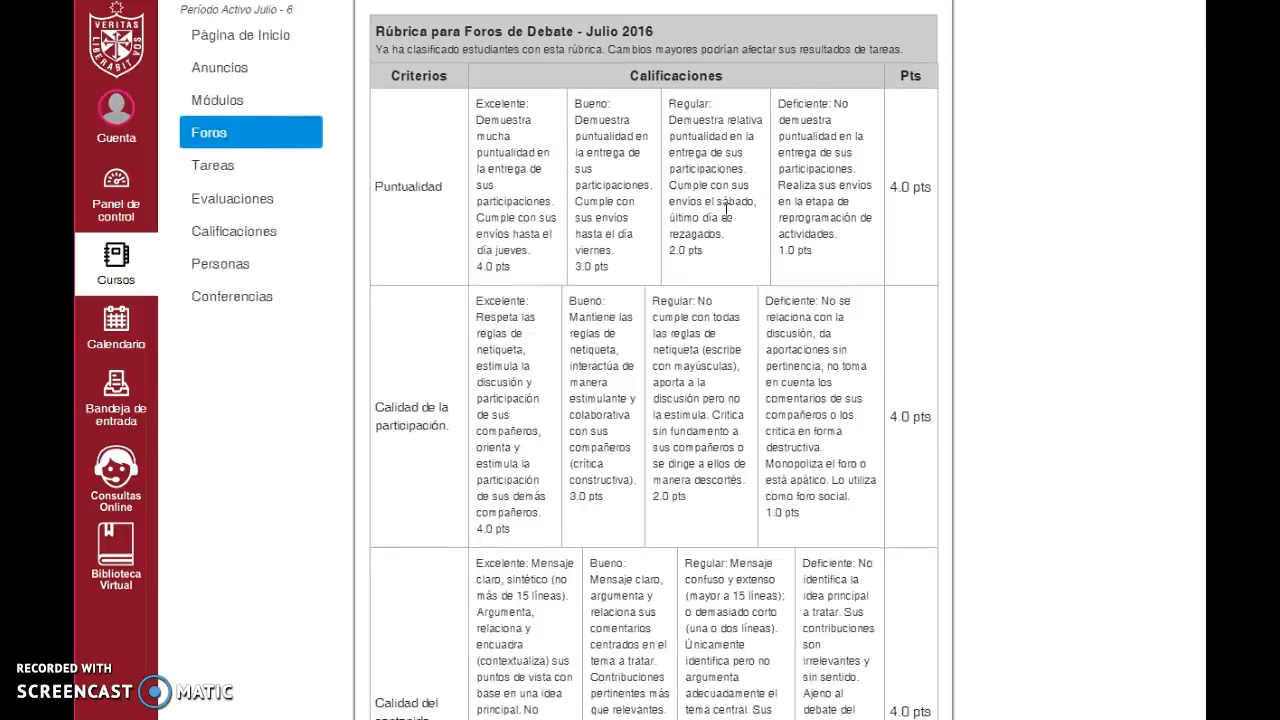 VERITAS
LIBERABIT VOS
Cuenta
Panel de
control
Cursos
Calendario
Bandeja de
entrada
Consultas
Online
Biblioteca
Virtual
RECORDED WITH
SCREENCAST MATIC
Período Activo Julio - 6
Página de Inicio
Anuncios
Módulos
Foros
Tareas
Evaluaciones
Calificaciones
Personas
Conferencias
Rúbrica para Foros de Debate - Julio 2016
Ya ha clasificado estudiantes con esta rúbrica. Cambios mayores podrían afectar sus resultados de tareas.
Criterios
Calificaciones
Pts
Puntualidad
Excelente:
Demuestra
mucha
puntualidad en
la entrega de
sus
participaciones.
Cumple con sus
envíos hasta el
día jueves.
4.0 pts
Bueno:
Demuestra
puntualidad en
la entrega de
sus
participaciones.
Cumple con
sus envíos
hasta el día
viernes.
3.0 pts
Regular:
Demuestra relativa
puntualidad en la
entrega de sus
participaciones.
Cumple con sus
envíos el sábado,
último día de
rezagados.
2.0 pts
Deficiente: No
demuestra
puntualidad en la
entrega de sus
participaciones.
Realiza sus envíos
en la etapa de
reprogramación de
actividades.
1.0 pts
4.0 pts
Calidad de la
participación.
Excelente:
Respeta las
reglas de
netiqueta,
estimula la
discusión y
participación
de sus
compañeros,
orienta y
estimula la
participación
de sus demás
compañeros.
4.0 pts
Bueno:
Mantiene las
reglas de
netiqueta,
interactúa de
manera
estimulante y
colaborativa
con sus
compañeros
(crítica
constructiva).
3.0 pts
Regular: No
cumple con todas
las reglas de
netiqueta (escribe
con mayúsculas),
aporta a la
discusión pero no
la estimula. Critica
sin fundamento a
sus compañeros o
se dirige a ellos de
manera descortés.
2.0 pts
Deficiente: No se
relaciona con la
discusión, da
aportaciones sin
pertinencia, no toma
en cuenta los
comentarios de sus
compañeros o los
critica en forma
destructiva.
Monopoliza el foro o
está apático. Lo utiliza
como foro social.
1.0 pts
4.0 pts
Calidad del
contenido
Excelente: Mensaje
claro, sintético (no
más de 15 líneas).
Argumenta,
relaciona y
encuadra
(contextualiza) sus
puntos de vista con
base en una idea
principal. No
Bueno:
Mensaje claro,
argumenta y
relaciona sus
comentarios
centrados en el
tema a tratar.
Contribuciones
pertinentes más
que relevantes.
Regular: Mensaje
confuso y extenso
(mayor a 15 líneas);
o demasiado corto
(una o dos líneas).
Únicamente
identifica pero no
argumenta
adecuadamente el
tema central. Sus
Deficiente: No
identifica la
idea principal
a tratar. Sus
contribuciones
son
irrelevantes y
sin sentido.
Ajeno al
debate del
4.0 pts